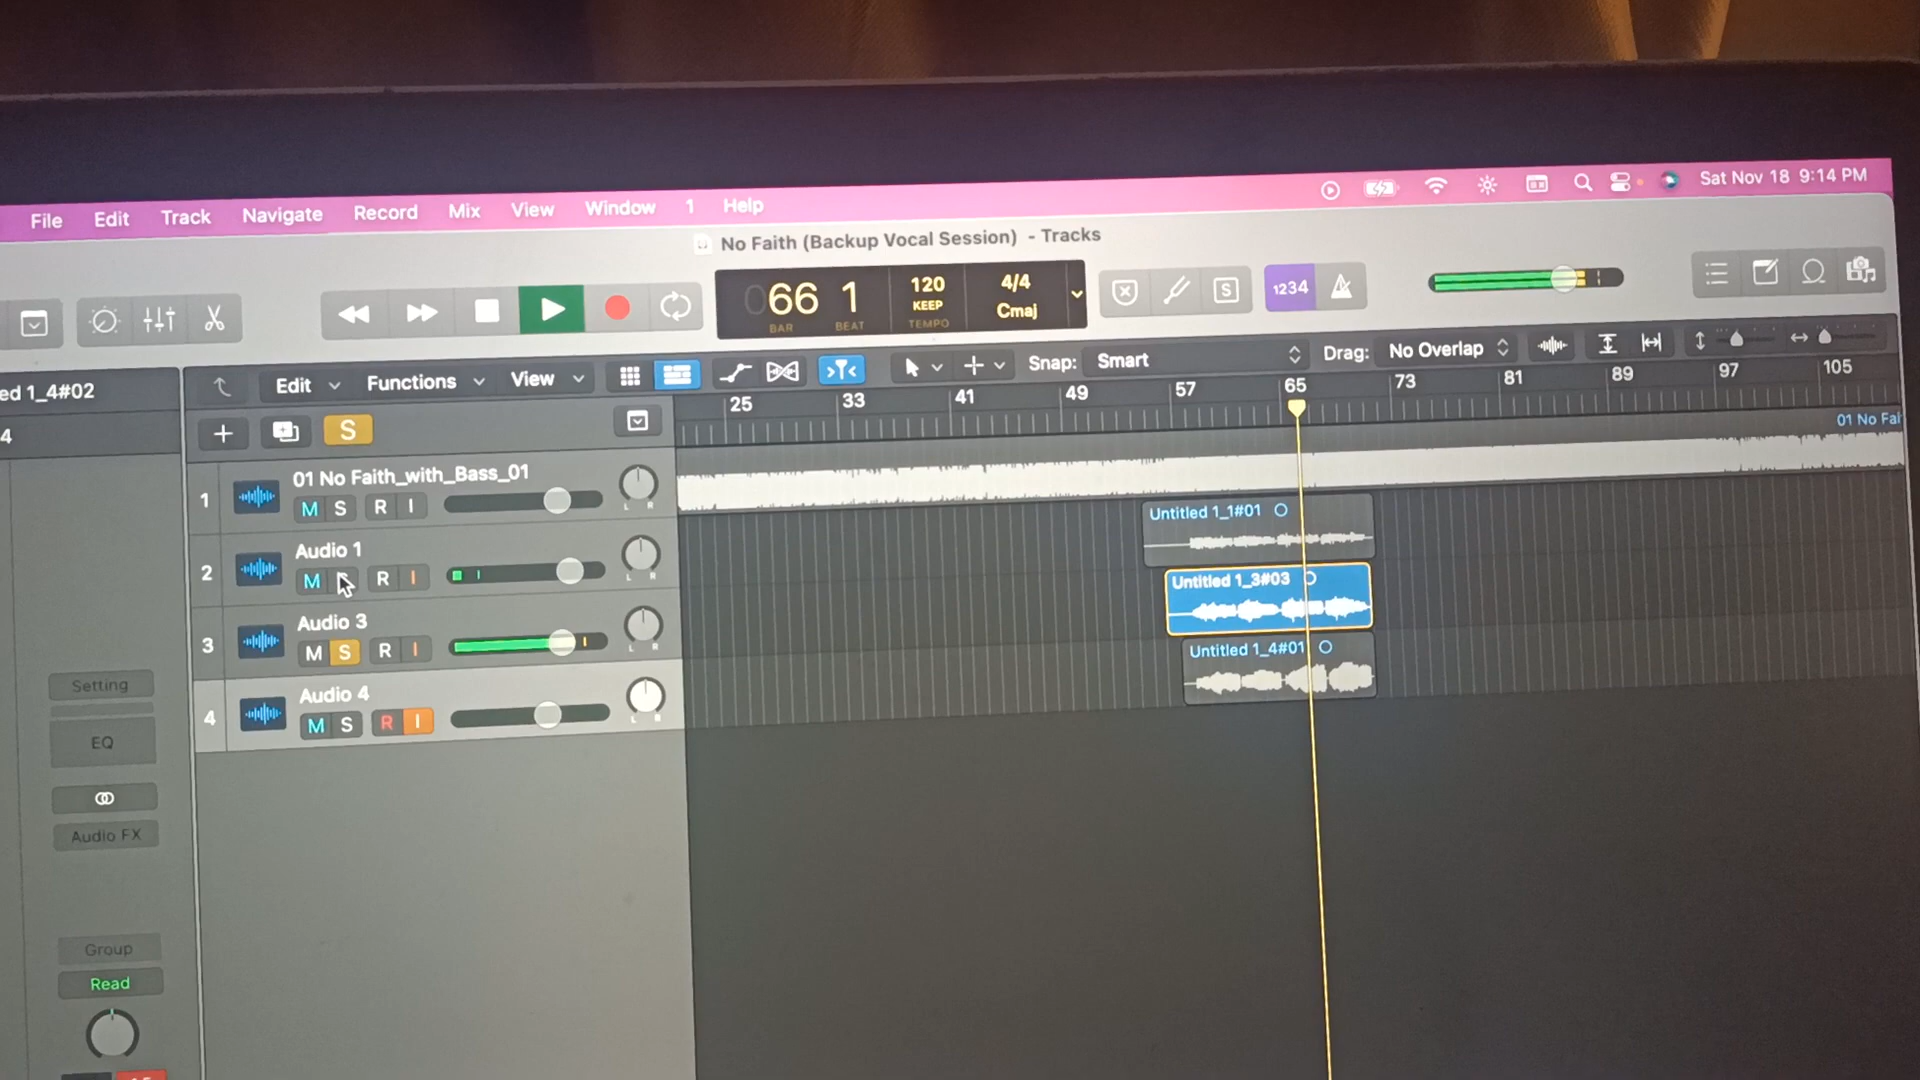 File Edit Track Navigate Record Mix View Window 1 Help Sat Nov 18 9:14 PM
No Faith (Backup Vocal Session) - Tracks
66 1 120 KEEP 4/4 Cmaj
BAR BEAT TEMPO
S 1234
ed 1_4#02
Edit Functions View Snap: Smart Drag: No Overlap
4
S
25 33 41 49 57 65 73 81 89 97 105
01 No Fai
1 01 No Faith_with_Bass_01
M S R I
L R
Untitled 1_1#01
2 Audio 1
M R I
L R
Untitled 1_3#03
3 Audio 3
M S R I
L R
Untitled 1_4#01
4 Audio 4
M S R I
L R
Setting
EQ
Audio FX
Group
Read